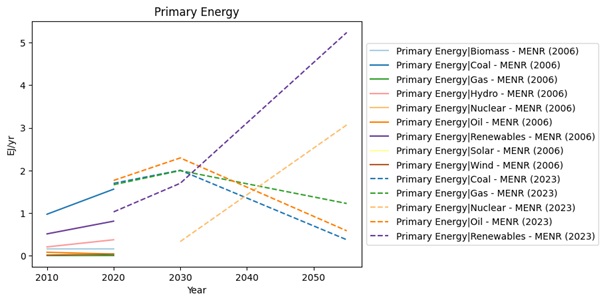 Primary Energy
EJ/yr
5
4
3
2
1
0
2010 2020 2030 2040 2050
Year
Primary Energy|Biomass - MENR (2006)
Primary Energy|Coal - MENR (2006)
Primary Energy|Gas - MENR (2006)
Primary Energy|Hydro - MENR (2006)
Primary Energy|Nuclear - MENR (2006)
Primary Energy|Oil - MENR (2006)
Primary Energy|Renewables - MENR (2006)
Primary Energy|Solar - MENR (2006)
Primary Energy|Wind - MENR (2006)
Primary Energy|Coal - MENR (2023)
Primary Energy|Gas - MENR (2023)
Primary Energy|Nuclear - MENR (2023)
Primary Energy|Oil - MENR (2023)
Primary Energy|Renewables - MENR (2023)